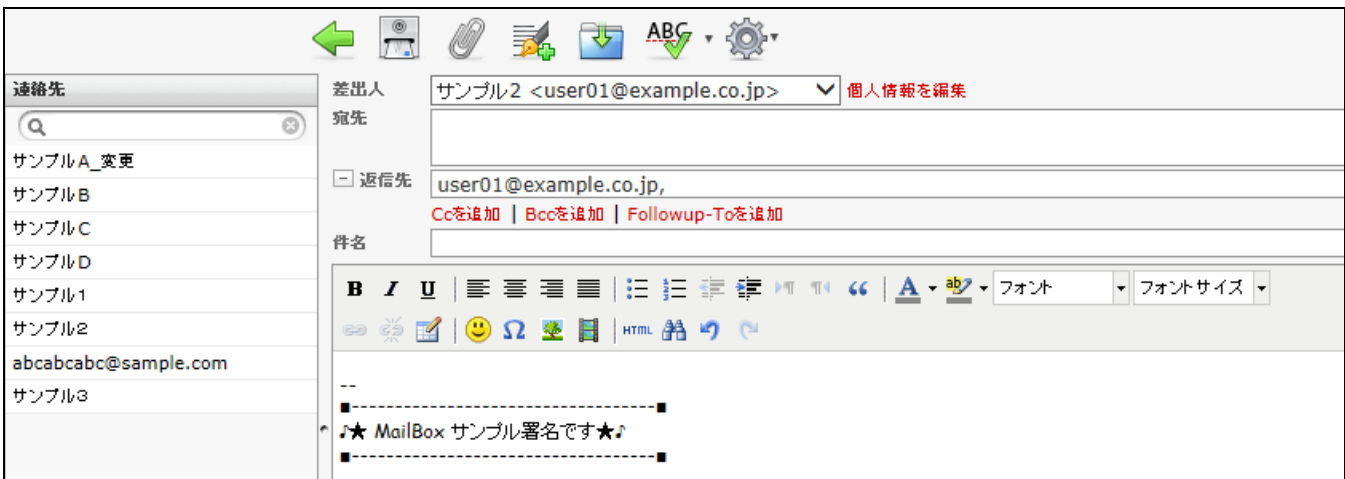 ABC
連絡先
サンプルA_変更
サンプルB
サンプルC
サンプルD
サンプル1
サンプル2
abcabcabc@sample.com
サンプル3
差出人 サンプル2 <user01@example.co.jp> 個人情報を編集
宛先
返信先 user01@example.co.jp,
Ccを追加 | Bccを追加 | Followup-Toを追加
件名
B I U A ab フォント フォントサイズ
Ω HTML
--
■-----------------------------------■
♪★ MailBox サンプル署名です★♪
■-----------------------------------■